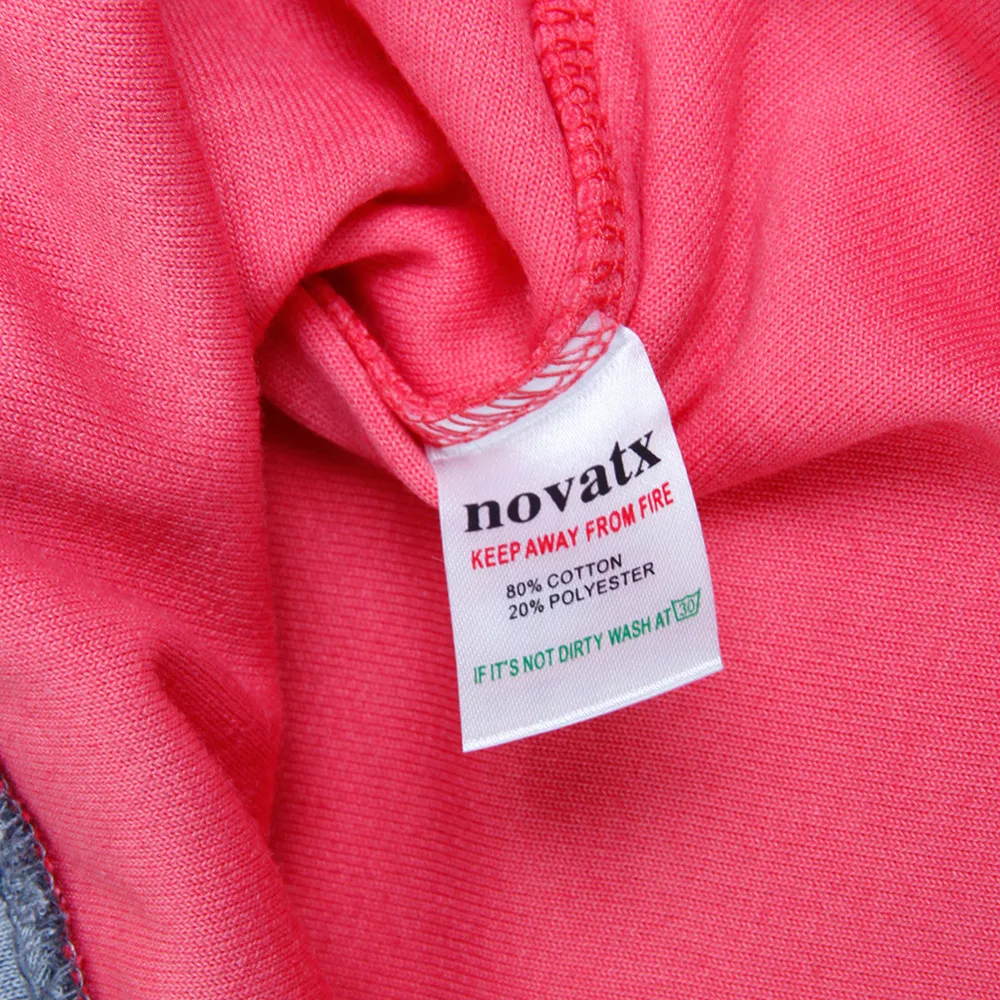 novatx
KEEP AWAY FROM FIRE
80% COTTON
20% POLYESTER
IF IT'S NOT DIRTY WASH AT 30